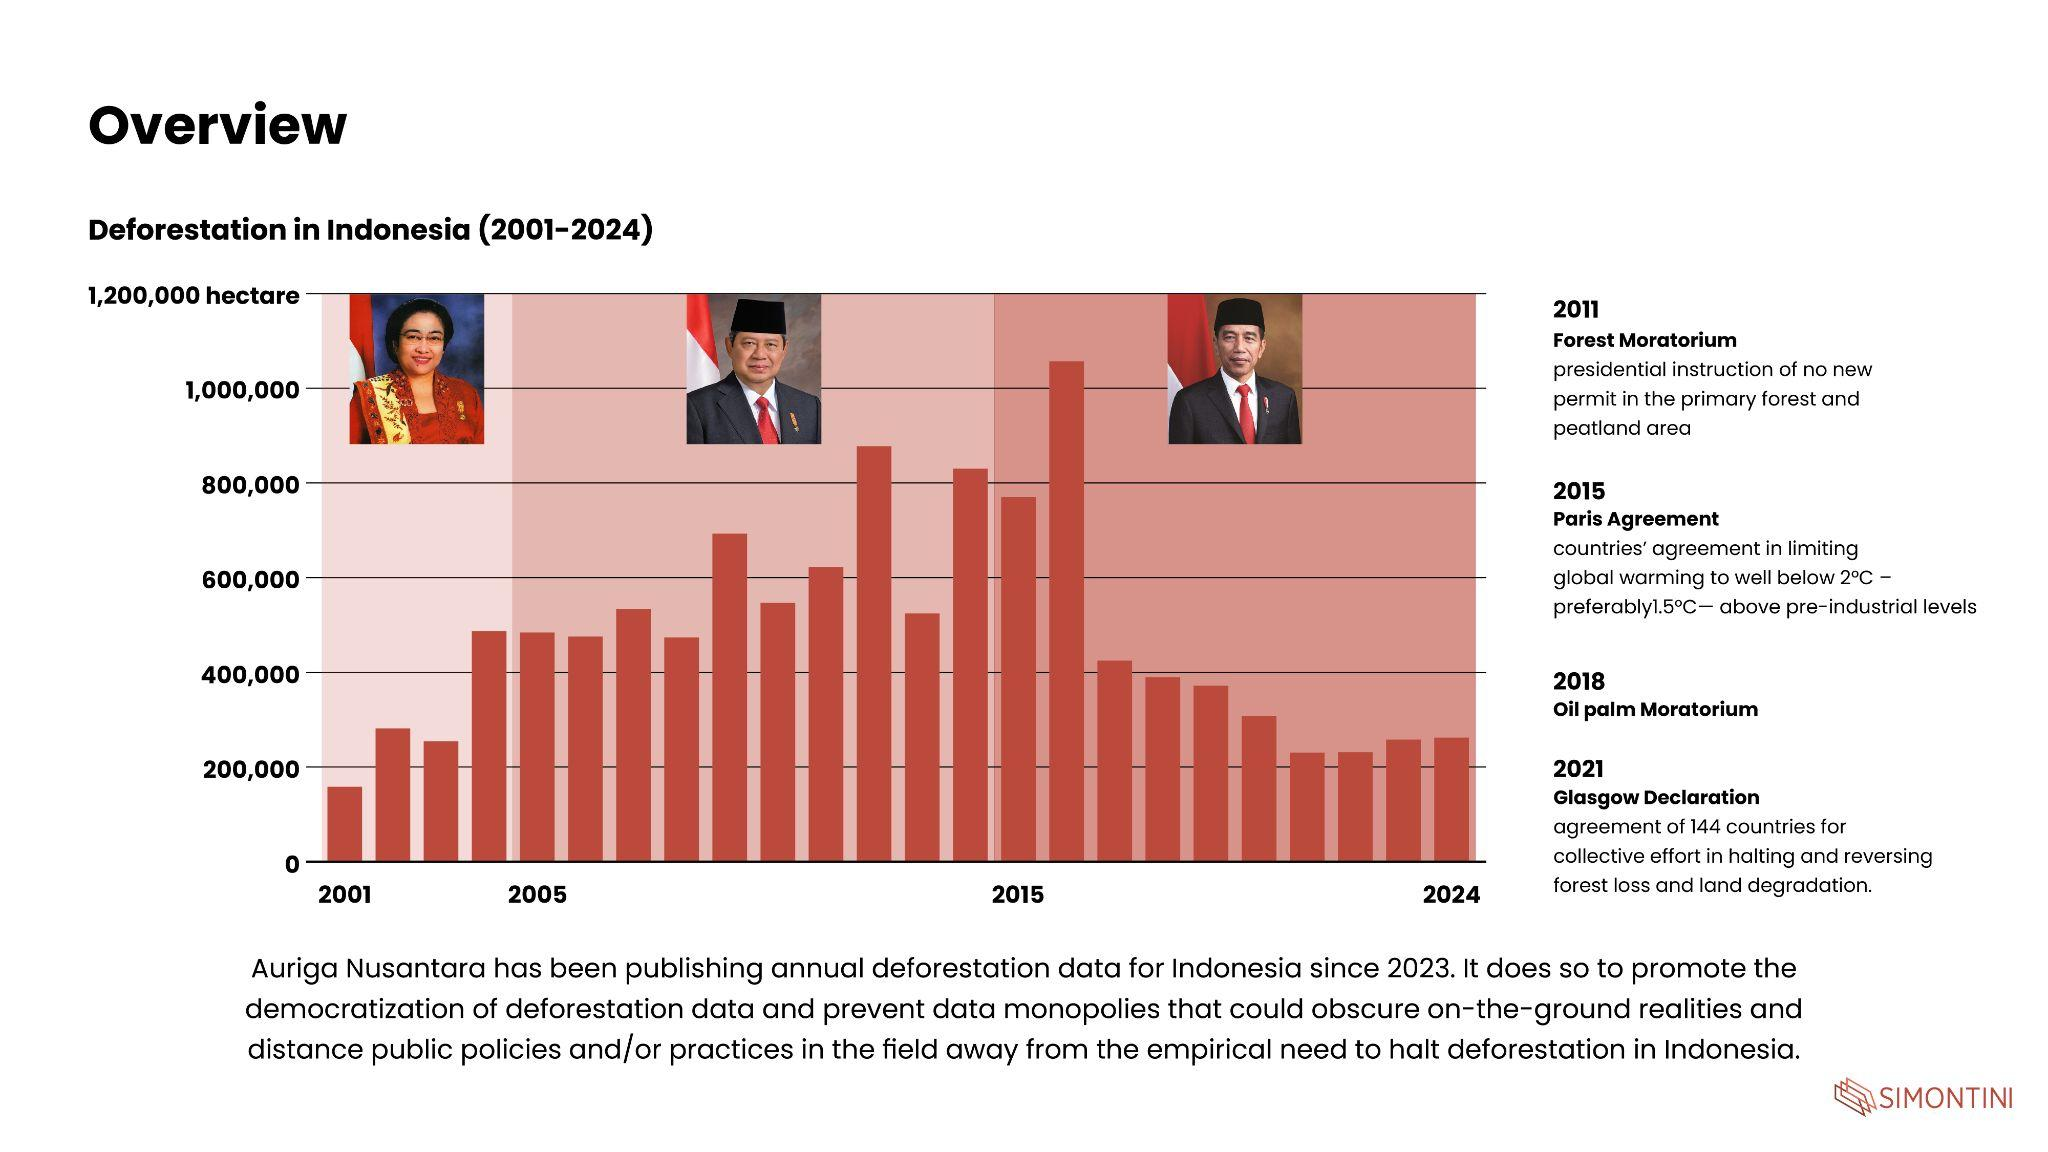 Overview
Deforestation in Indonesia (2001-2024)
1,200,000 hectare
1,000,000
800,000
600,000
400,000
200,000
0
2001
2005
2015
2024
2011
Forest Moratorium
presidential instruction of no new
permit in the primary forest and
peatland area
2015
Paris Agreement
countries’ agreement in limiting
global warming to well below 2°C –
preferably1.5°C— above pre-industrial levels
2018
Oil palm Moratorium
2021
Glasgow Declaration
agreement of 144 countries for
collective effort in halting and reversing
forest loss and land degradation.
Auriga Nusantara has been publishing annual deforestation data for Indonesia since 2023. It does so to promote the
democratization of deforestation data and prevent data monopolies that could obscure on-the-ground realities and
distance public policies and/or practices in the field away from the empirical need to halt deforestation in Indonesia.
SIMONTINI